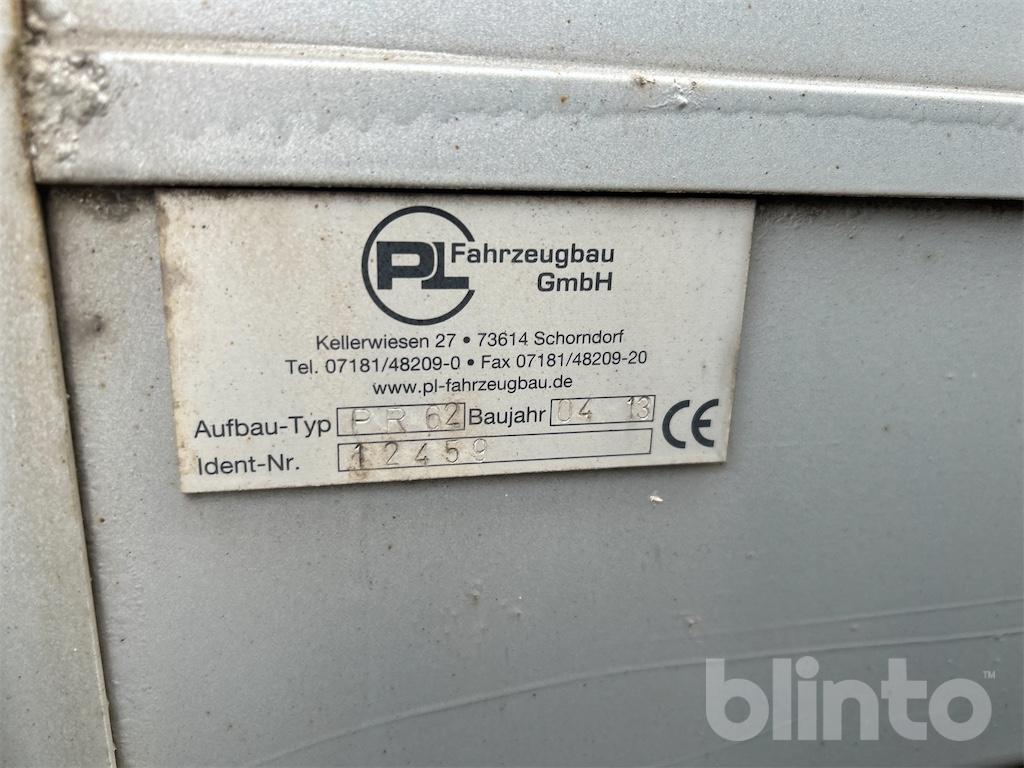 PL Fahrzeugbau
GmbH
Kellerwiesen 27 • 73614 Schorndorf
Tel. 07181/48209-0 • Fax 07181/48209-20
www.pl-fahrzeugbau.de
Aufbau-Typ PR 62 Baujahr 04 13 CE
Ident-Nr. 12459
blinto™